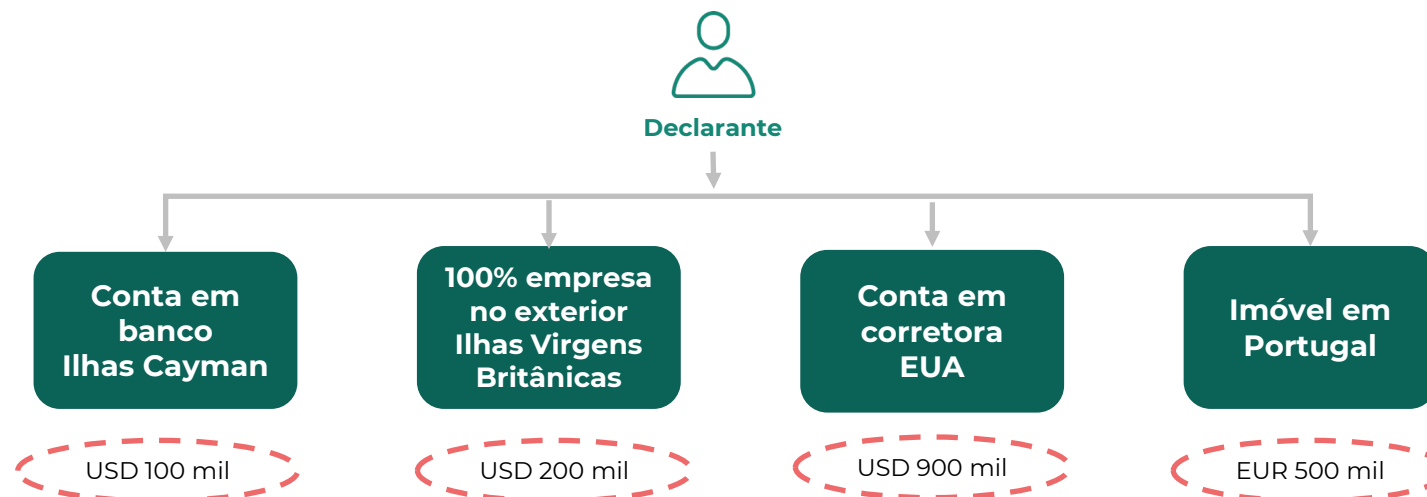 Declarante
Conta em
banco
Ilhas Cayman
100% empresa
no exterior
Ilhas Virgens
Britânicas
Conta em
corretora
EUA
Imóvel em
Portugal
USD 100 mil
USD 200 mil
USD 900 mil
EUR 500 mil